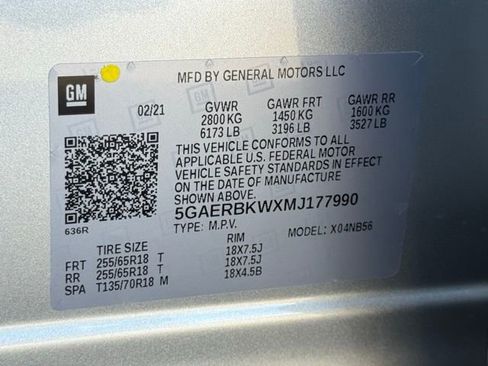 GM
MFD BY GENERAL MOTORS LLC
02/21 GVWR GAWR FRT GAWR RR
2800 KG 1450 KG 1600 KG
6173 LB 3196 LB 3527 LB
THIS VEHICLE CONFORMS TO ALL
APPLICABLE U.S. FEDERAL MOTOR
VEHICLE SAFETY STANDARDS IN EFFECT
ON THE DATE OF MANUFACTURE
SHOWN ABOVE.
5GAERBKWXMJ177990
636R
TYPE: M.P.V. MODEL: X04NB56
TIRE SIZE RIM
FRT 255/65R18 T 18X7.5J
RR 255/65R18 T 18X7.5J
SPA T135/70R18 M 18X4.5B